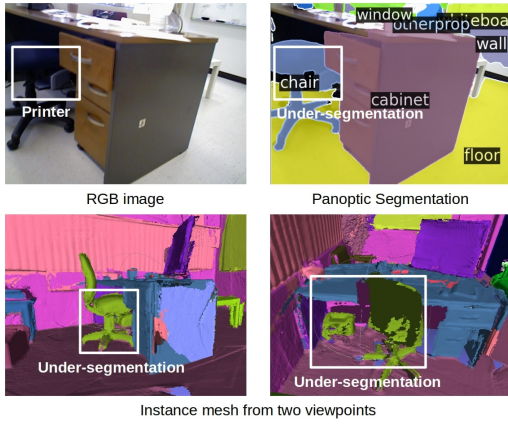 Printer
RGB image
window
otherprop
iteboa
wall
chair
cabinet
Under-segmentation
floor
Panoptic Segmentation
Under-segmentation
Under-segmentation
Instance mesh from two viewpoints